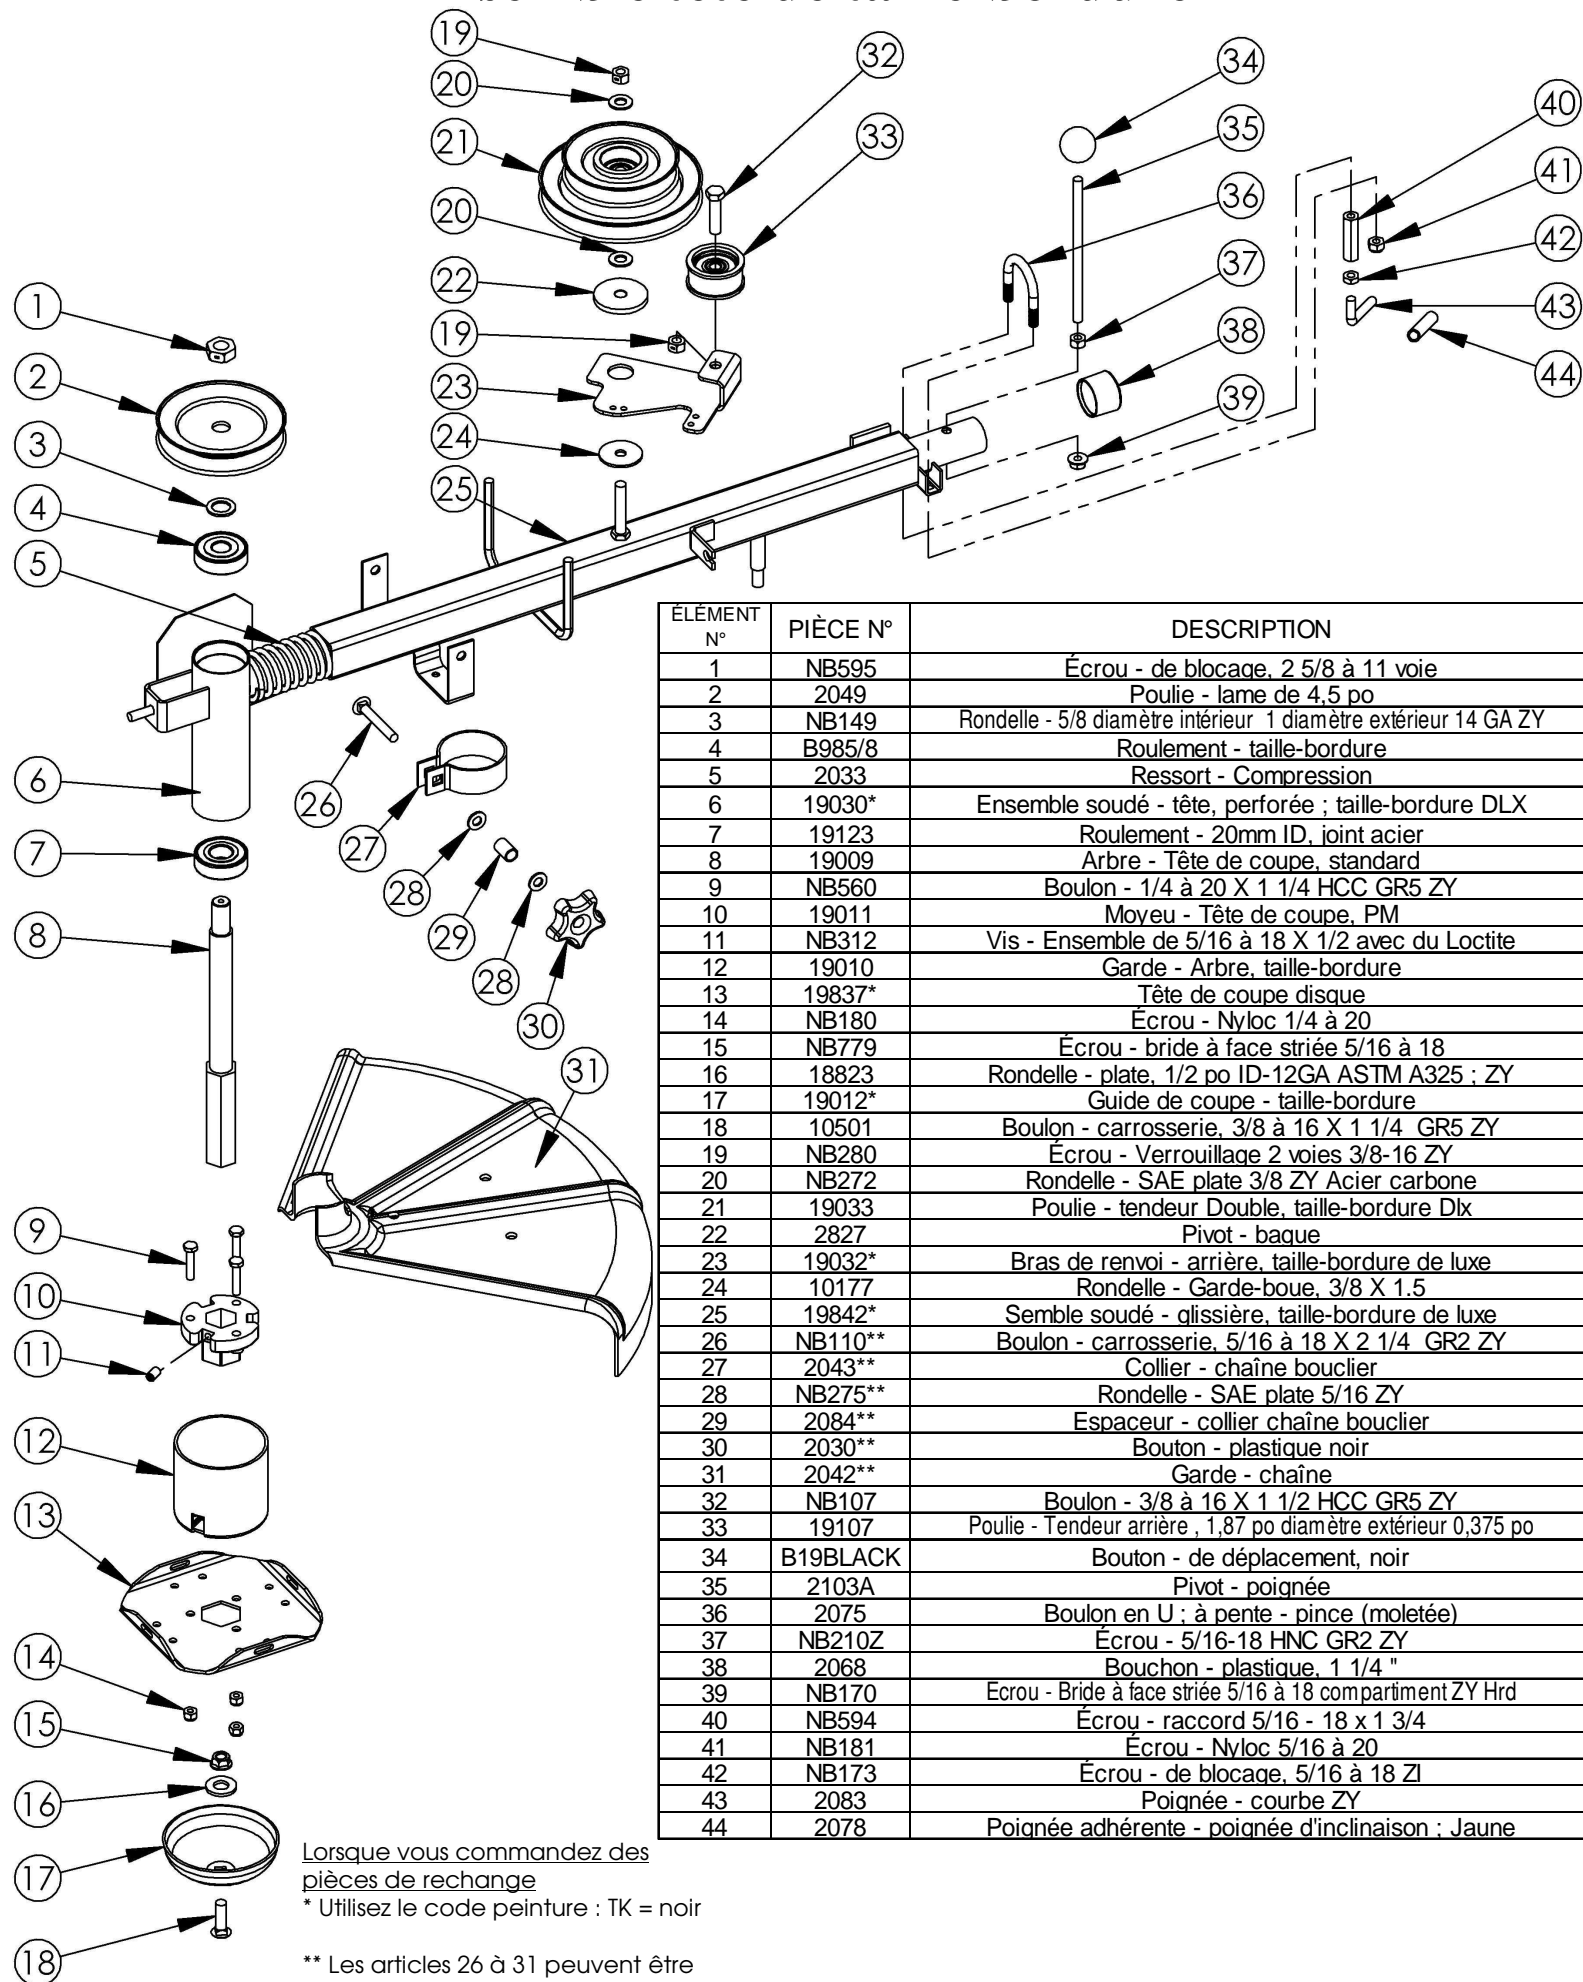 19
20
21
20
22
19
23
24
25
32
33
34
35
36
37
38
39
40
41
42
43
44
1
2
3
4
5
6
7
8
9
10
11
12
13
14
15
16
17
18
26
27
28
29
28
30
31
ÉLÉMENT N° PIÈCE N° DESCRIPTION
1 NB595 Écrou - de blocage, 2 5/8 à 11 voie
2 2049 Poulie - lame de 4,5 po
3 NB149 Rondelle - 5/8 diamètre intérieur 1 diamètre extérieur 14 GA ZY
4 B985/8 Roulement - taille-bordure
5 2033 Ressort - Compression
6 19030* Ensemble soudé - tête, perforée ; taille-bordure DLX
7 19123 Roulement - 20mm ID, joint acier
8 19009 Arbre - Tête de coupe, standard
9 NB560 Boulon - 1/4 à 20 X 1 1/4 HCC GR5 ZY
10 19011 Moyeu - Tête de coupe, PM
11 NB312 Vis - Ensemble de 5/16 à 18 X 1/2 avec du Loctite
12 19010 Garde - Arbre, taille-bordure
13 19837* Tête de coupe disque
14 NB180 Écrou - Nyloc 1/4 à 20
15 NB779 Écrou - bride à face striée 5/16 à 18
16 18823 Rondelle - plate, 1/2 po ID-12GA ASTM A325 ; ZY
17 19012* Guide de coupe - taille-bordure
18 10501 Boulon - carrosserie, 3/8 à 16 X 1 1/4 GR5 ZY
19 NB280 Écrou - Verrouillage 2 voies 3/8-16 ZY
20 NB272 Rondelle - SAE plate 3/8 ZY Acier carbone
21 19033 Poulie - tendeur Double, taille-bordure Dlx
22 2827 Pivot - bague
23 19032* Bras de renvoi - arrière, taille-bordure de luxe
24 10177 Rondelle - Garde-boue, 3/8 X 1.5
25 19842* Semble soudé - glissière, taille-bordure de luxe
26 NB110** Boulon - carrosserie, 5/16 à 18 X 2 1/4 GR2 ZY
27 2043** Collier - chaîne bouclier
28 NB275** Rondelle - SAE plate 5/16 ZY
29 2084** Espaceur - collier chaîne bouclier
30 2030** Bouton - plastique noir
31 2042** Garde - chaîne
32 NB107 Boulon - 3/8 à 16 X 1 1/2 HCC GR5 ZY
33 19107 Poulie - Tendeur arrière , 1,87 po diamètre extérieur 0,375 po
34 B19BLACK Bouton - de déplacement, noir
35 2103A Pivot - poignée
36 2075 Boulon en U ; à pente - pince (moletée)
37 NB210Z Écrou - 5/16-18 HNC GR2 ZY
38 2068 Bouchon - plastique, 1 1/4 "
39 NB170 Ecrou - Bride à face striée 5/16 à 18 compartiment ZY Hrd
40 NB594 Écrou - raccord 5/16 - 18 x 1 3/4
41 NB181 Écrou - Nyloc 5/16 à 20
42 NB173 Écrou - de blocage, 5/16 à 18 ZI
43 2083 Poignée - courbe ZY
44 2078 Poignée adhérente - poignée d'inclinaison ; Jaune
Lorsque vous commandez des
pièces de rechange
* Utilisez le code peinture : TK = noir
** Les articles 26 à 31 peuvent être